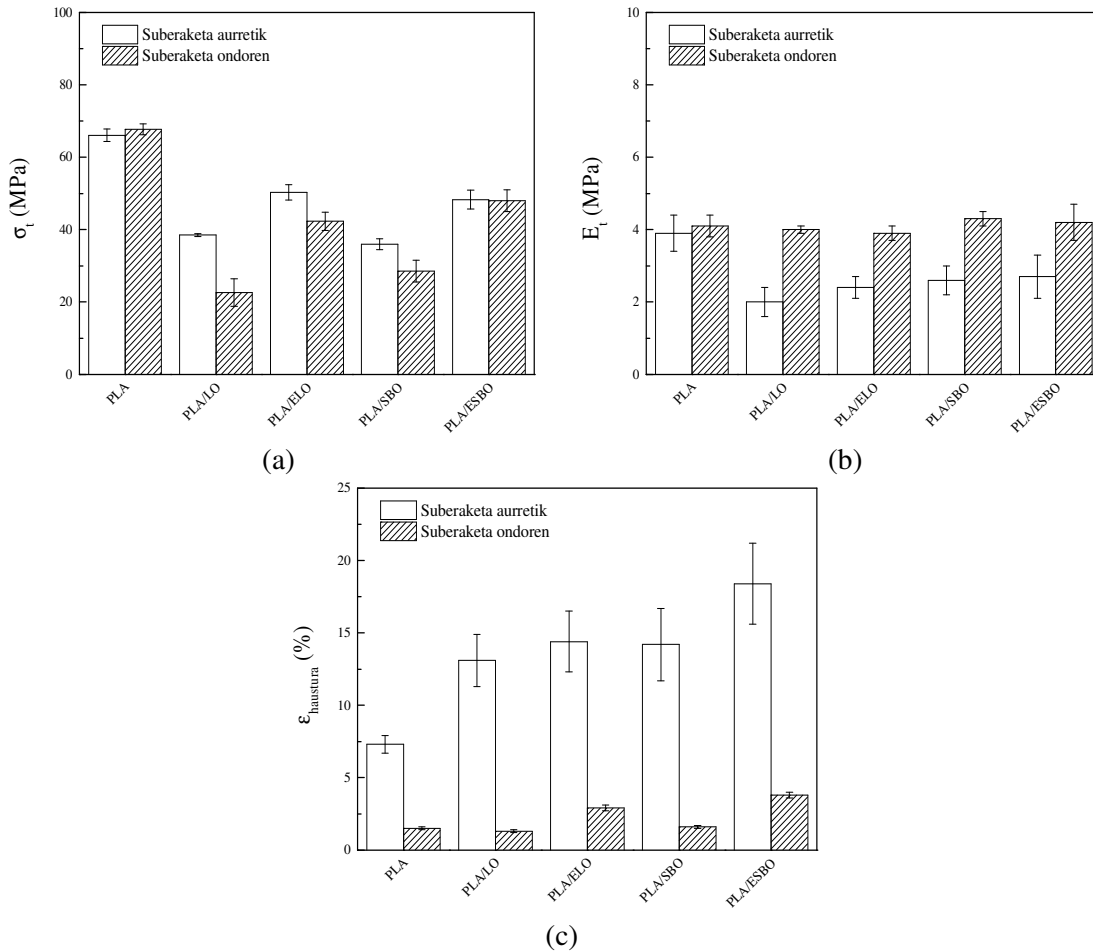 100
80
60
40
20
0
σt (MPa)
Suberaketa aurretik
Suberaketa ondoren
PLA
PLA/LO
PLA/ELO
PLA/SBO
PLA/ESBO
(a)
10
8
6
4
2
0
Et (MPa)
Suberaketa aurretik
Suberaketa ondoren
PLA
PLA/LO
PLA/ELO
PLA/SBO
PLA/ESBO
(b)
25
20
15
10
5
0
εhaustura (%)
Suberaketa aurretik
Suberaketa ondoren
PLA
PLA/LO
PLA/ELO
PLA/SBO
PLA/ESBO
(c)